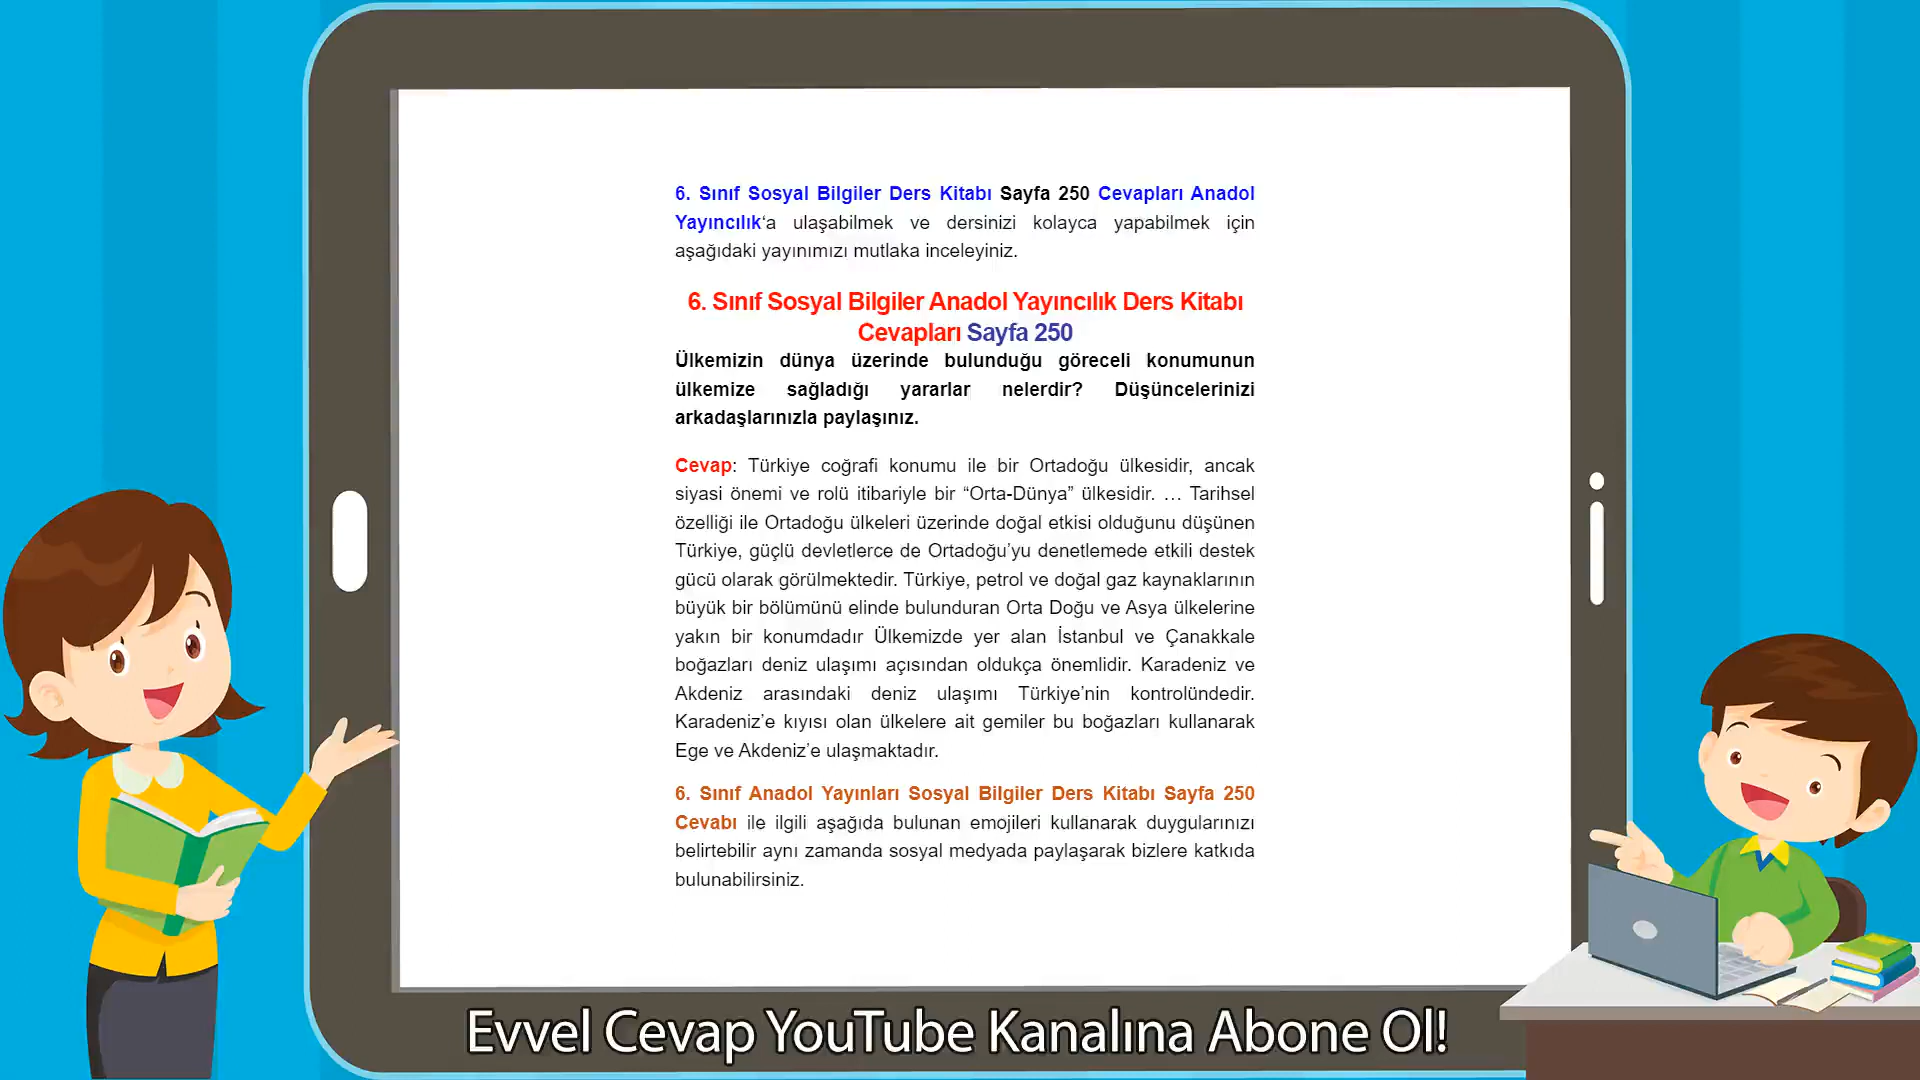 6. Sınıf Sosyal Bilgiler Ders Kitabı Sayfa 250 Cevapları Anadol
Yayıncılık‘a ulaşabilmek ve dersinizi kolayca yapabilmek için
aşağıdaki yayınımızı mutlaka inceleyiniz.
6. Sınıf Sosyal Bilgiler Anadol Yayıncılık Ders Kitabı
Cevapları Sayfa 250
Ülkemizin dünya üzerinde bulunduğu göreceli konumunun
ülkemize sağladığı yararlar nelerdir? Düşüncelerinizi
arkadaşlarınızla paylaşınız.
Cevap: Türkiye coğrafi konumu ile bir Ortadoğu ülkesidir, ancak
siyasi önemi ve rolü itibariyle bir “Orta-Dünya” ülkesidir. … Tarihsel
özelliği ile Ortadoğu ülkeleri üzerinde doğal etkisi olduğunu düşünen
Türkiye, güçlü devletlerce de Ortadoğu’yu denetlemede etkili destek
gücü olarak görülmektedir. Türkiye, petrol ve doğal gaz kaynaklarının
büyük bir bölümünü elinde bulunduran Orta Doğu ve Asya ülkelerine
yakın bir konumdadır Ülkemizde yer alan İstanbul ve Çanakkale
boğazları deniz ulaşımı açısından oldukça önemlidir. Karadeniz ve
Akdeniz arasındaki deniz ulaşımı Türkiye’nin kontrolündedir.
Karadeniz’e kıyısı olan ülkelere ait gemiler bu boğazları kullanarak
Ege ve Akdeniz’e ulaşmaktadır.
6. Sınıf Anadol Yayınları Sosyal Bilgiler Ders Kitabı Sayfa 250
Cevabı ile ilgili aşağıda bulunan emojileri kullanarak duygularınızı
belirtebilir aynı zamanda sosyal medyada paylaşarak bizlere katkıda
bulunabilirsiniz.
Evvel Cevap YouTube Kanalına Abone Ol!